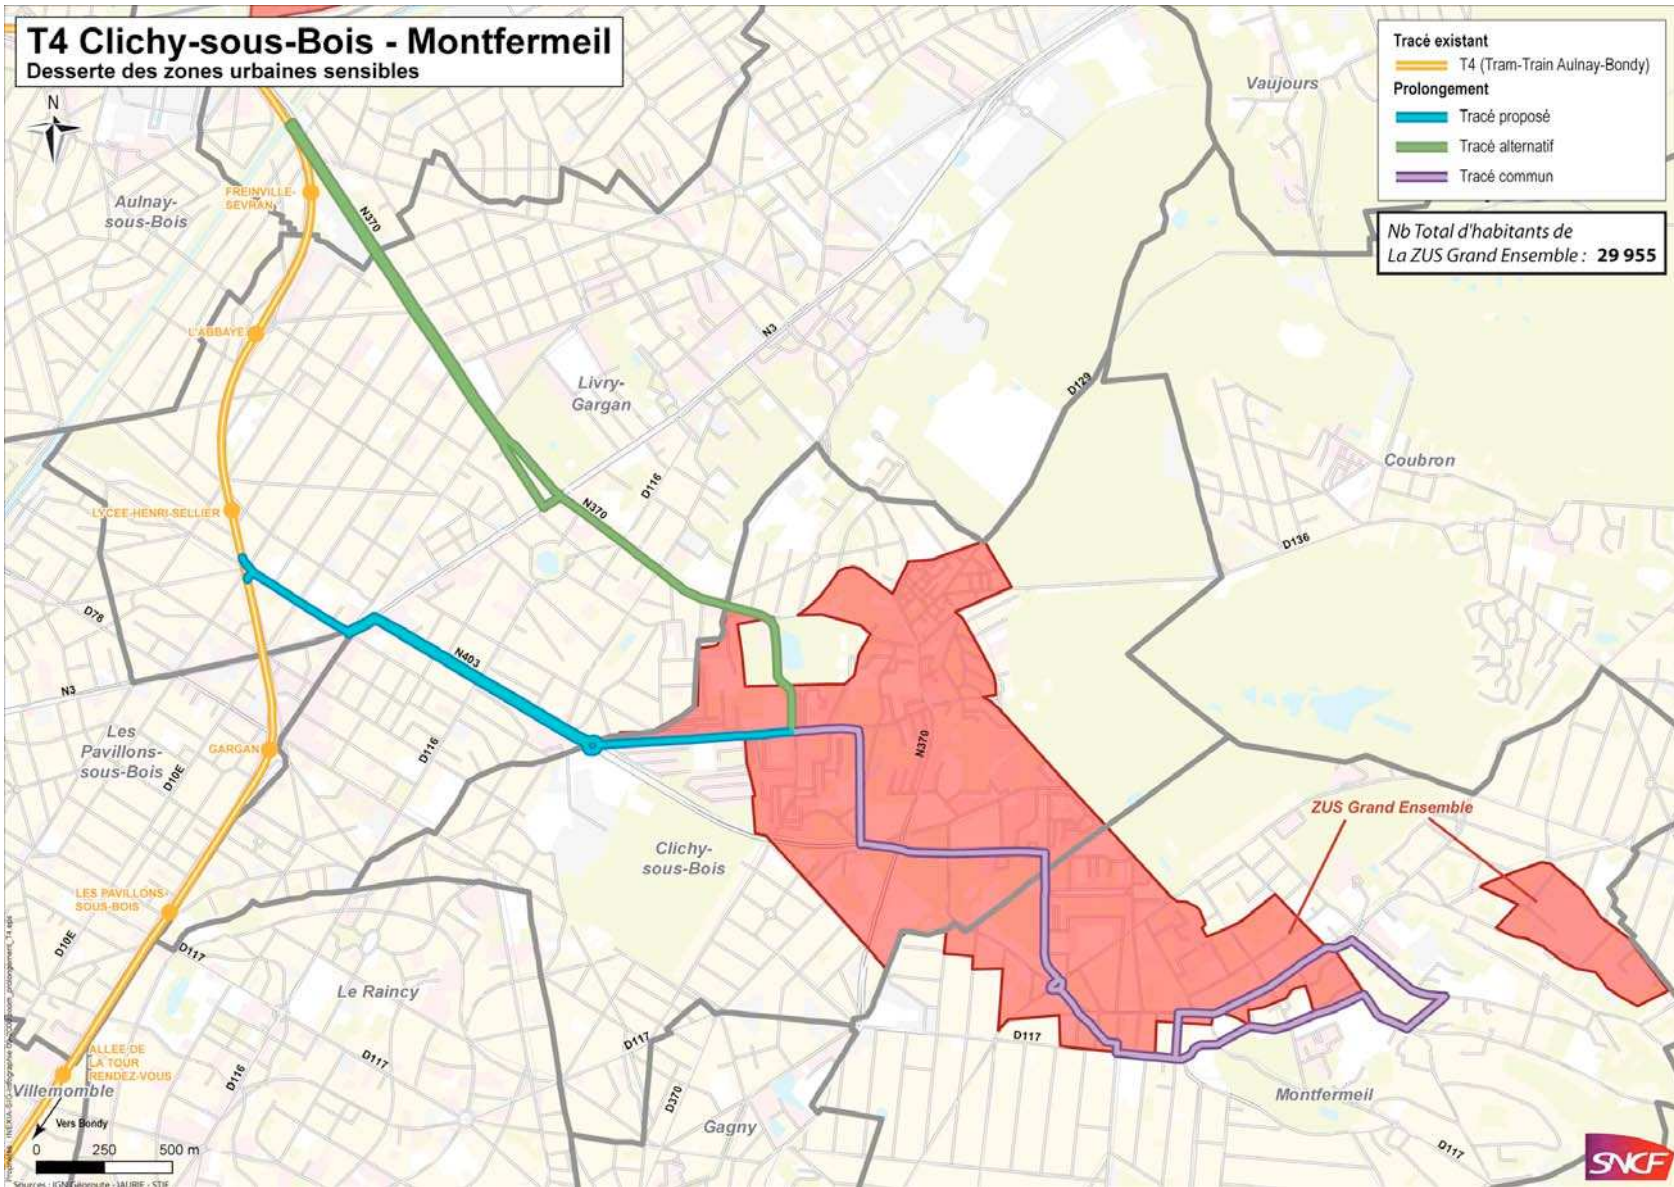 T4 Clichy-sous-Bois - Montfermeil
Desserte des zones urbaines sensibles
N
Tracé existant
T4 (Tram-Train Aulnay-Bondy)
Prolongement
Tracé proposé
Tracé alternatif
Tracé commun
Nb Total d'habitants de
La ZUS Grand Ensemble : 29 955
Vaujours
Aulnay-
sous-Bois
FREINVILLE-
SEVRAN
N370
L'ABBAYE
N3
Livry-
Gargan
D129
Coubron
D116
N370
LYCEE-HENRI-SELLIER
D136
D78
N403
N3
Les
Pavillons-
sous-Bois
GARGAN
D116
D10E
N370
ZUS Grand Ensemble
Clichy-
sous-Bois
LES PAVILLONS-
SOUS-BOIS
D10E
D117
Le Raincy
D117
D117
ALLEE DE
LA TOUR
RENDEZ-VOUS
D117
D116
Villemomble
Montfermeil
D370
Gagny
Vers Bondy
D117
0 250 500 m
SNCF
Sources : IGN Géoroute - IAURIF - STIF